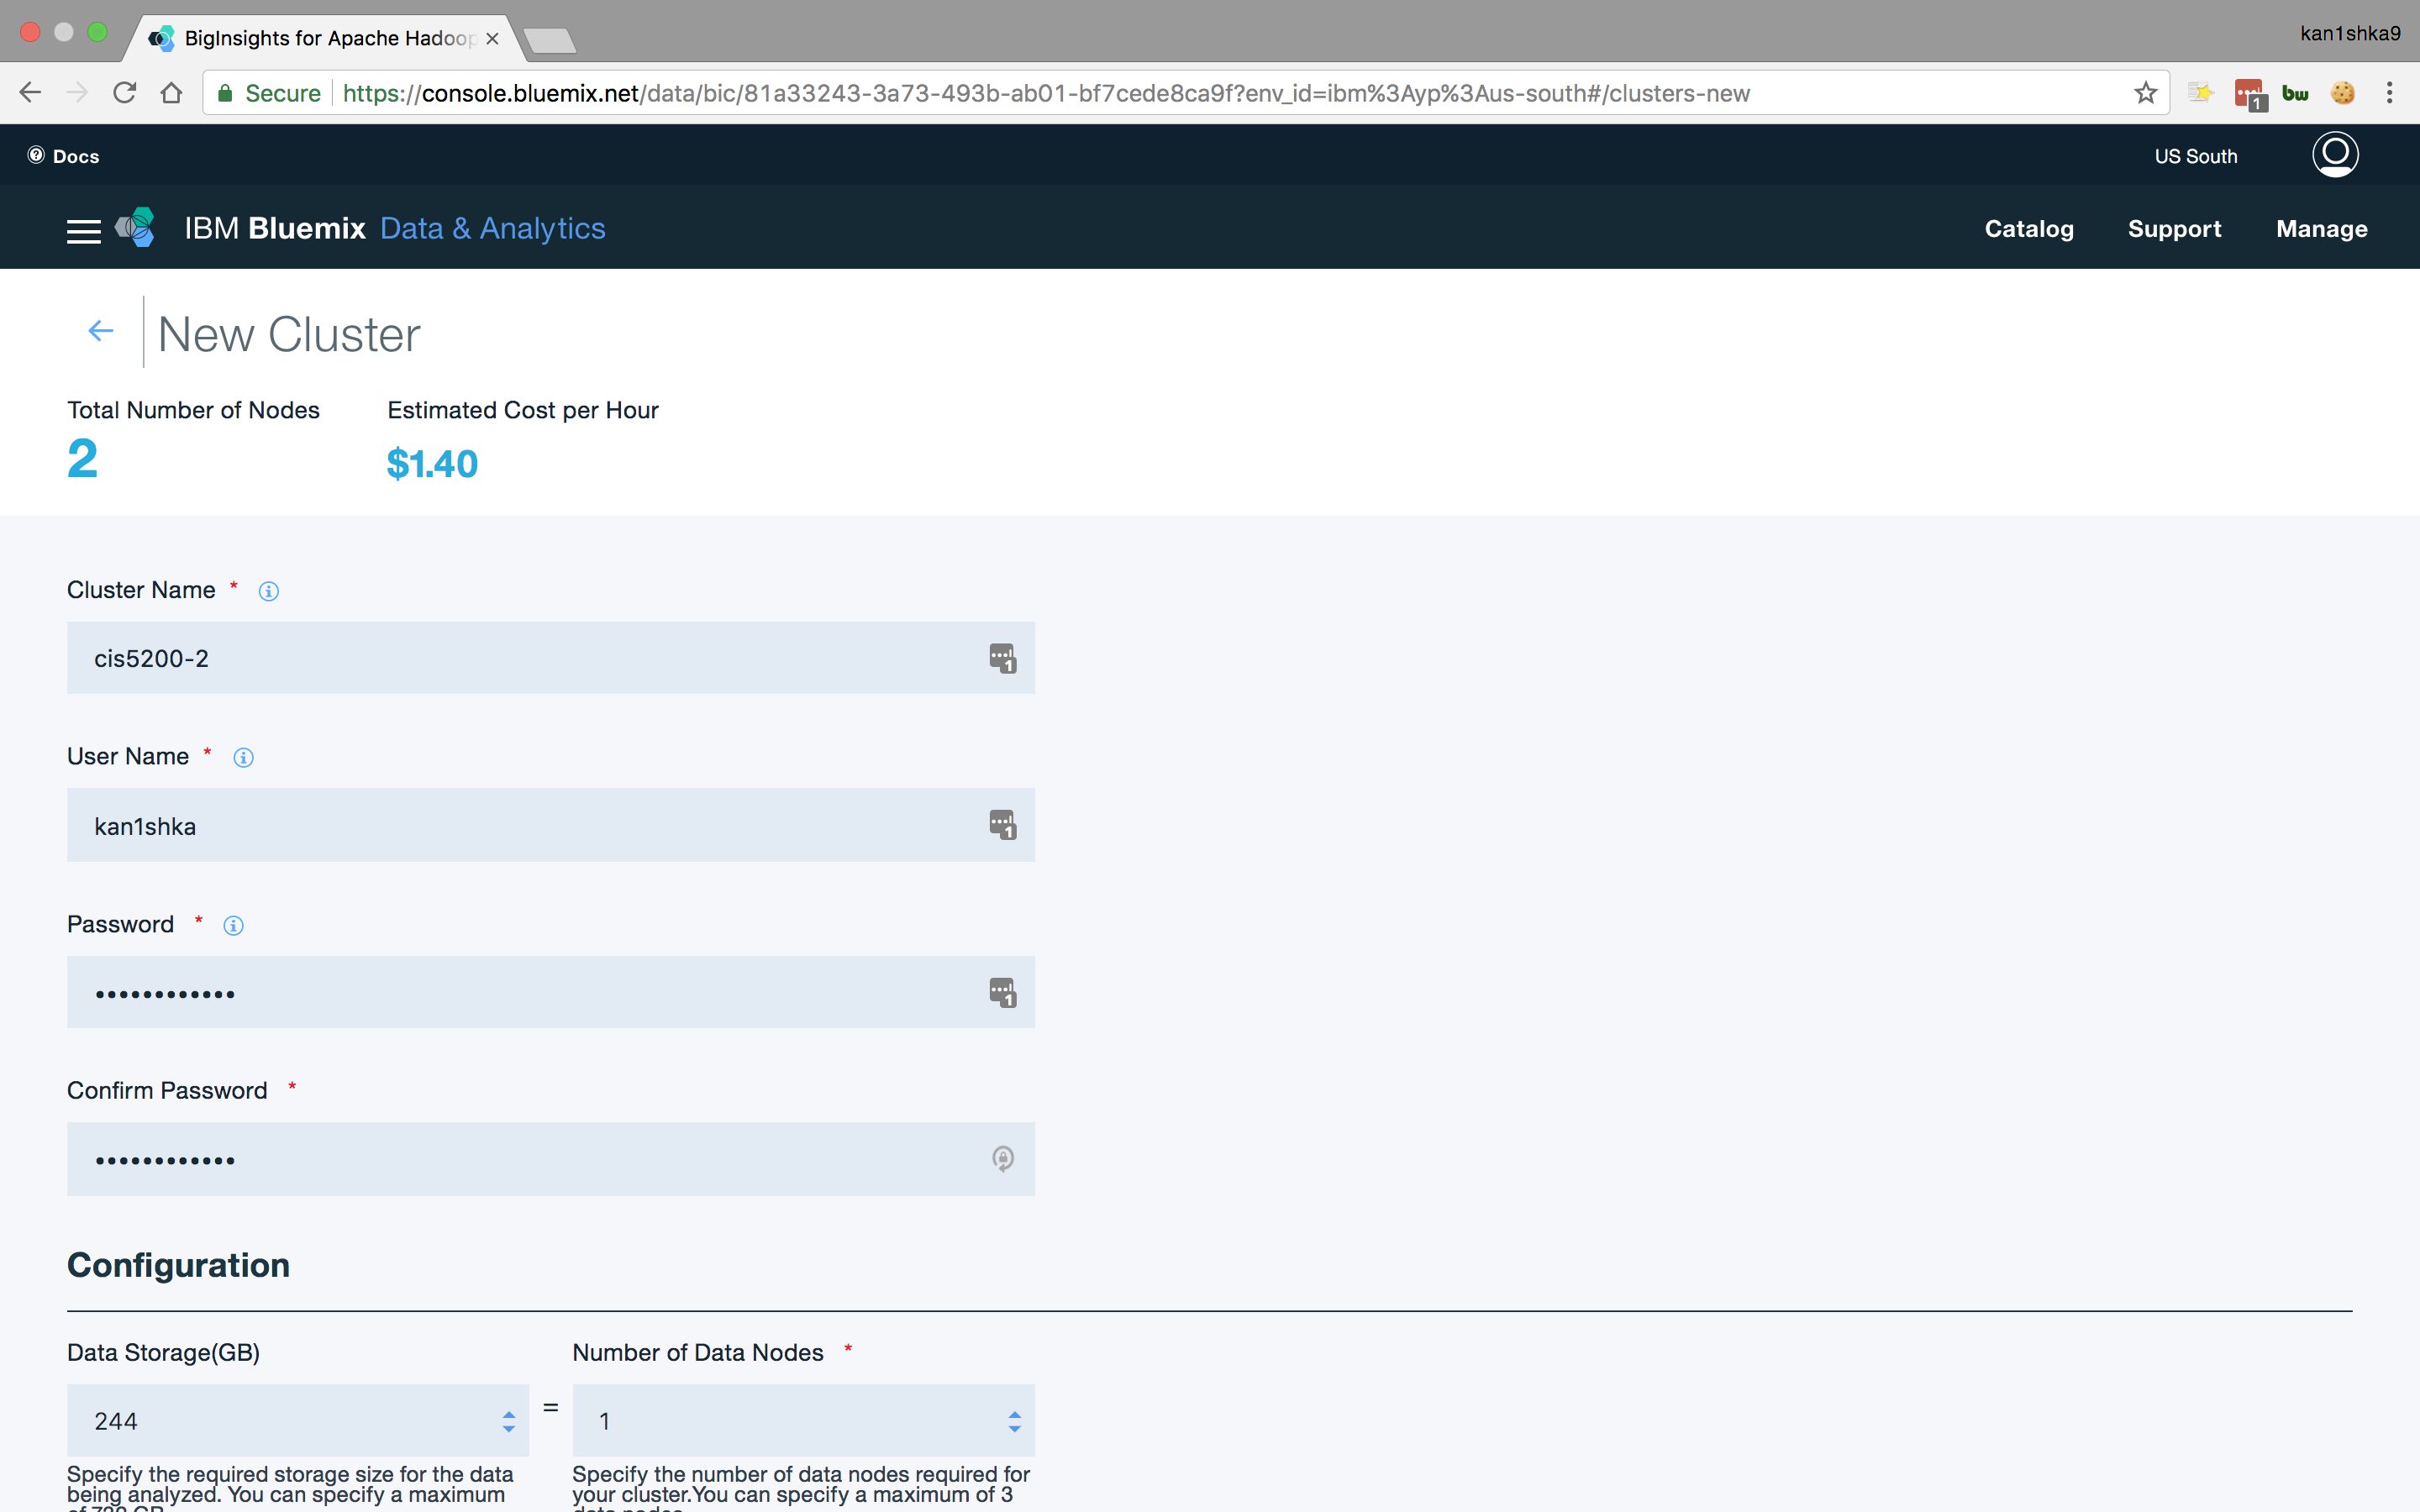 BigInsights for Apache Hadoop
kan1shka9
Secure https://console.bluemix.net/data/bic/81a33243-3a73-493b-ab01-bf7cede8ca9f?env_id=ibm%3Ayp%3Aus-south#/clusters-new
1
bw
Docs
US South
IBM Bluemix Data & Analytics
Catalog
Support
Manage
New Cluster
Total Number of Nodes
Estimated Cost per Hour
2
$1.40
Cluster Name *
cis5200-2
1
User Name *
kan1shka
1
Password *
••••••••••••
1
Confirm Password *
••••••••••••
Configuration
Data Storage(GB)
Number of Data Nodes *
244
=
1
Specify the required storage size for the data
being analyzed. You can specify a maximum
Specify the number of data nodes required for
your cluster.You can specify a maximum of 3